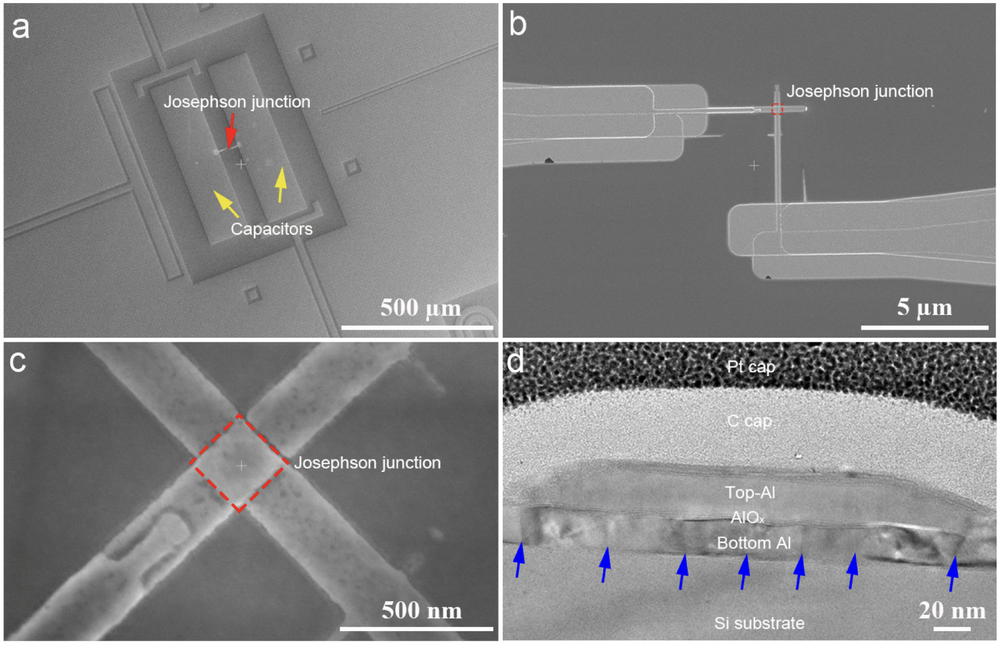 a
Josephson junction
Capacitors
500 µm
b
Josephson junction
5 µm
c
Josephson junction
500 nm
d
Pt cap
C cap
Top-Al
AlOₓ
Bottom Al
Si substrate
20 nm